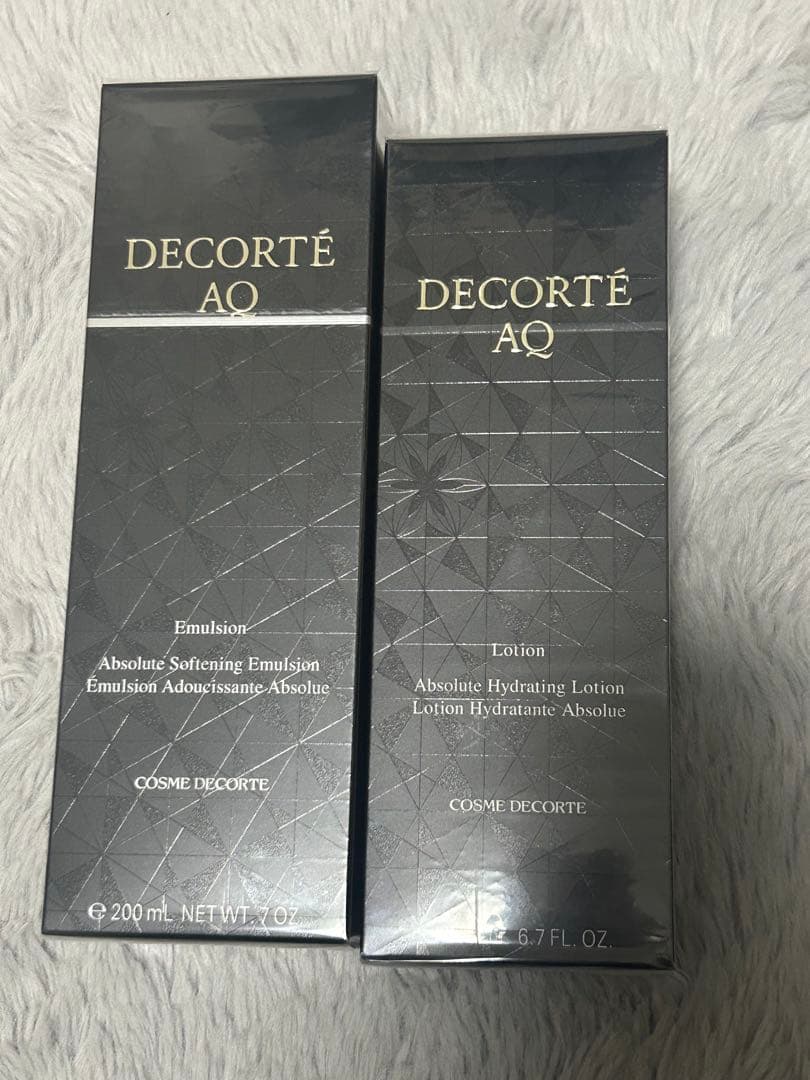 DECORTÉ
AQ
Emulsion
Absolute Softening Emulsion
Émulsion Adoucissante Absolue
COSME DECORTE
℮ 200 mL NET WT. 7 OZ.
DECORTÉ
AQ
Lotion
Absolute Hydrating Lotion
Lotion Hydratante Absolue
COSME DECORTE
6.7 FL. OZ.